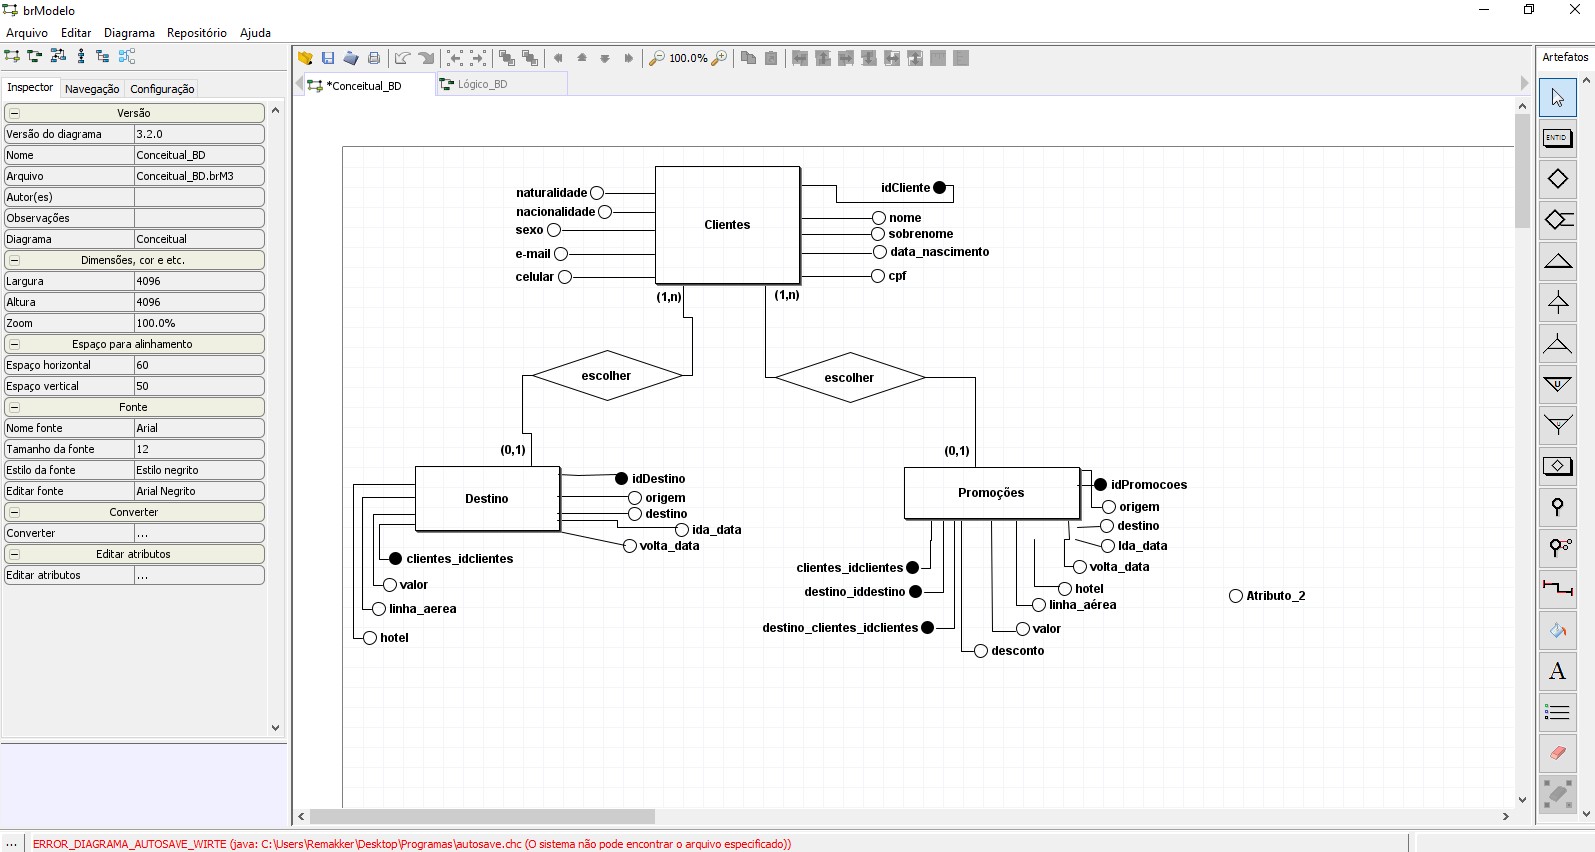 brModelo
Arquivo Editar Diagrama Repositório Ajuda
100.0%
Artefatos
Inspector Navegação Configuração
*Conceitual_BD Lógico_BD
Versão
Versão do diagrama 3.2.0
Nome Conceitual_BD
Arquivo Conceitual_BD.brM3
Autor(es)
Observações
Diagrama Conceitual
Dimensões, cor e etc.
Largura 4096
Altura 4096
Zoom 100.0%
Espaço para alinhamento
Espaço horizontal 60
Espaço vertical 50
Fonte
Nome fonte Arial
Tamanho da fonte 12
Estilo da fonte Estilo negrito
Editar fonte Arial Negrito
Converter
Converter ...
Editar atributos
Editar atributos ...
naturalidade
nacionalidade
sexo
e-mail
celular
Clientes
idCliente
nome
sobrenome
data_nascimento
cpf
(1,n)
(1,n)
escolher
escolher
(0,1)
(0,1)
Destino
idDestino
origem
destino
ida_data
volta_data
clientes_idclientes
valor
linha_aerea
hotel
Promoções
idPromocoes
origem
destino
Ida_data
volta_data
hotel
linha_aérea
valor
desconto
clientes_idclientes
destino_iddestino
destino_clientes_idclientes
Atributo_2
ENTID
U
A
... ERROR_DIAGRAMA_AUTOSAVE_WIRTE (java: C:\Users\Remakker\Desktop\Programas\autosave.chc (O sistema não pode encontrar o arquivo especificado))